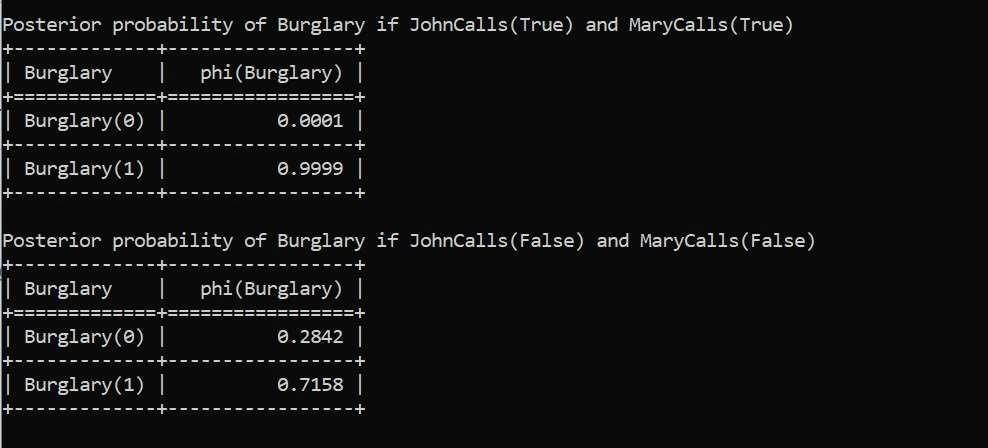 Posterior probability of Burglary if JohnCalls(True) and MaryCalls(True)
+-------------+-----------------+
| Burglary    |   phi(Burglary) |
+=============+=================+
| Burglary(0) |          0.0001 |
+-------------+-----------------+
| Burglary(1) |          0.9999 |
+-------------+-----------------+
Posterior probability of Burglary if JohnCalls(False) and MaryCalls(False)
+-------------+-----------------+
| Burglary    |   phi(Burglary) |
+=============+=================+
| Burglary(0) |          0.2842 |
+-------------+-----------------+
| Burglary(1) |          0.7158 |
+-------------+-----------------+